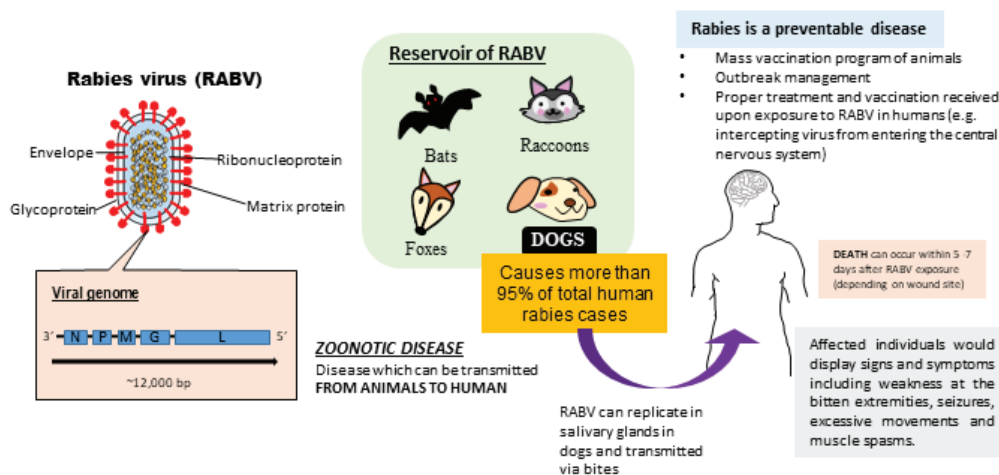 Rabies virus (RABV)
Envelope
Ribonucleoprotein
Glycoprotein
Matrix protein
Viral genome
3´
N
P
M
G
L
5´
~12,000 bp
Reservoir of RABV
Bats
Raccoons
Foxes
DOGS
Causes more than
95% of total human
rabies cases
ZOONOTIC DISEASE
Disease which can be transmitted
FROM ANIMALS TO HUMAN
RABV can replicate in
salivary glands in
dogs and transmitted
via bites
Rabies is a preventable disease
• Mass vaccination program of animals
• Outbreak management
• Proper treatment and vaccination received
upon exposure to RABV in humans (e.g.
intercepting virus from entering the central
nervous system)
DEATH can occur within 5 -7
days after RABV exposure
(depending on wound site)
Affected individuals would
display signs and symptoms
including weakness at the
bitten extremities, seizures,
excessive movements and
muscle spasms.